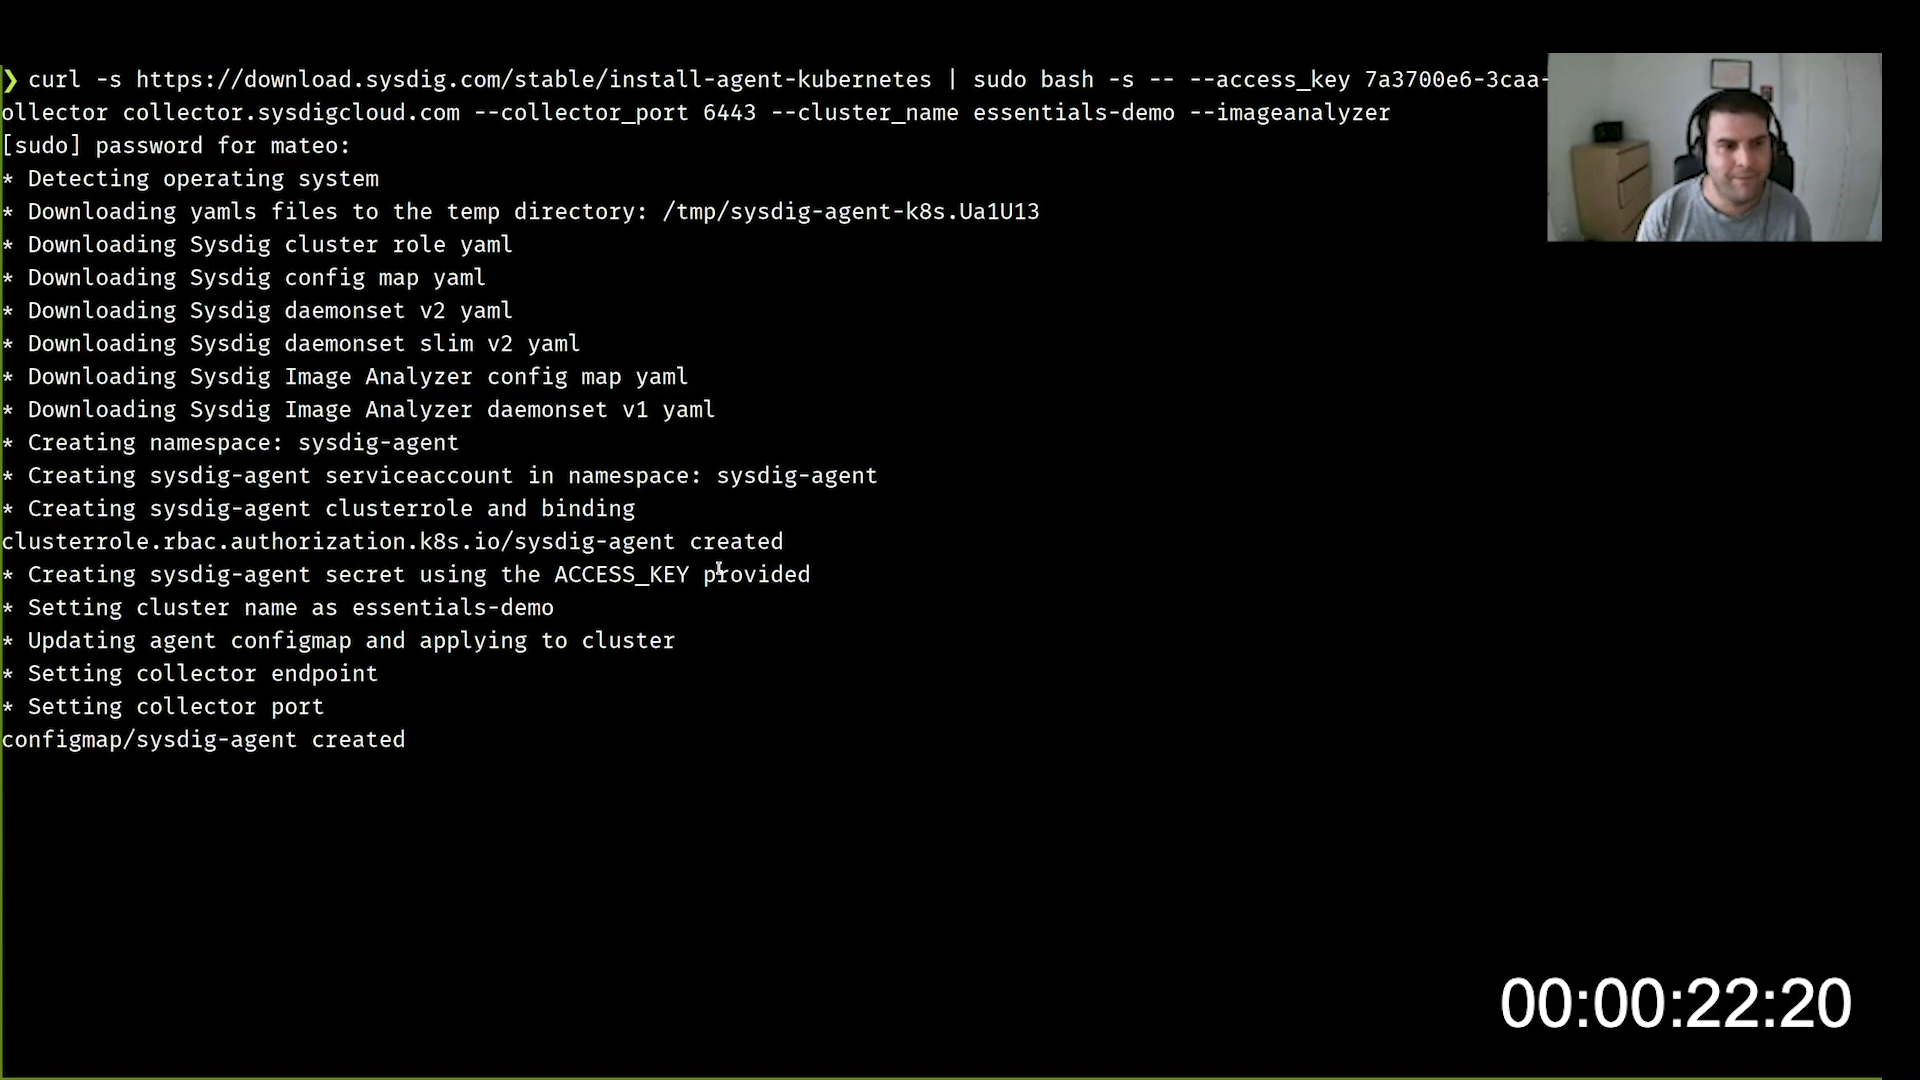 ❯ curl -s https://download.sysdig.com/stable/install-agent-kubernetes | sudo bash -s -- --access_key 7a3700e6-3caa-
ollector collector.sysdigcloud.com --collector_port 6443 --cluster_name essentials-demo --imageanalyzer
[sudo] password for mateo:
* Detecting operating system
* Downloading yamls files to the temp directory: /tmp/sysdig-agent-k8s.Ua1U13
* Downloading Sysdig cluster role yaml
* Downloading Sysdig config map yaml
* Downloading Sysdig daemonset v2 yaml
* Downloading Sysdig daemonset slim v2 yaml
* Downloading Sysdig Image Analyzer config map yaml
* Downloading Sysdig Image Analyzer daemonset v1 yaml
* Creating namespace: sysdig-agent
* Creating sysdig-agent serviceaccount in namespace: sysdig-agent
* Creating sysdig-agent clusterrole and binding
clusterrole.rbac.authorization.k8s.io/sysdig-agent created
* Creating sysdig-agent secret using the ACCESS_KEY provided
* Setting cluster name as essentials-demo
* Updating agent configmap and applying to cluster
* Setting collector endpoint
* Setting collector port
configmap/sysdig-agent created
00:00:22:20